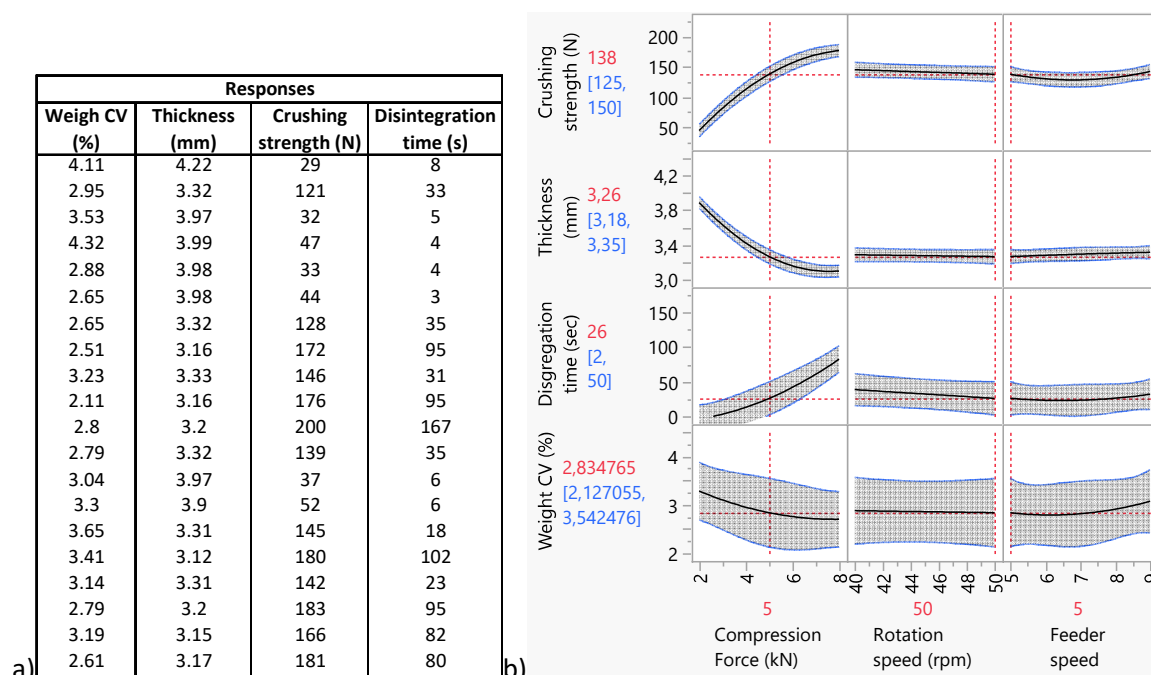 Responses
Weigh CV (%) Thickness (mm) Crushing strength (N) Disintegration time (s)
4.11 4.22 29 8
2.95 3.32 121 33
3.53 3.97 32 5
4.32 3.99 47 4
2.88 3.98 33 4
2.65 3.98 44 3
2.65 3.32 128 35
2.51 3.16 172 95
3.23 3.33 146 31
2.11 3.16 176 95
2.8 3.2 200 167
2.79 3.32 139 35
3.04 3.97 37 6
3.3 3.9 52 6
3.65 3.31 145 18
3.41 3.12 180 102
3.14 3.31 142 23
2.79 3.2 183 95
3.19 3.15 166 82
2.61 3.17 181 80
a)
b)
Crushing
strength (N)
138
[125,
150]
200
150
100
50
Thickness
(mm)
3,26
[3,18,
3,35]
4,2
3,8
3,4
3,0
Disgregation
time (sec)
26
[2,
50]
150
100
50
0
Weight CV (%)
2,834765
[2,127055,
3,542476]
4
3
2
2 4 6 8 40 42 44 46 48 50 5 6 7 8 9
5 50 5
Compression Force (kN)
Rotation speed (rpm)
Feeder speed